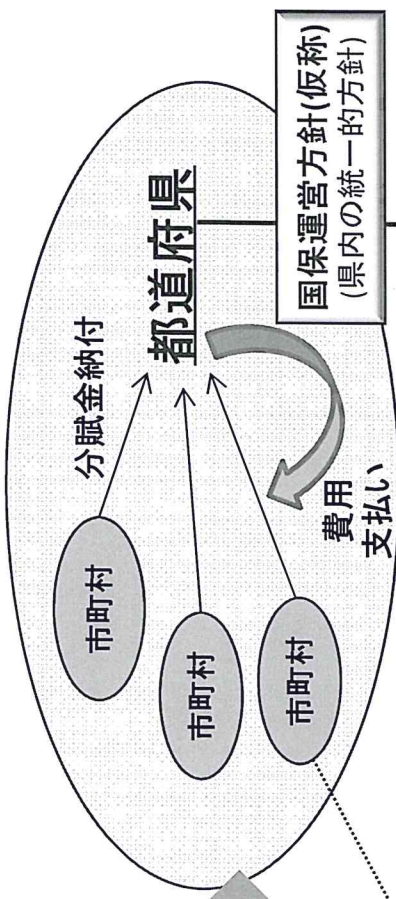 市町村
市町村
市町村
分賦金納付
都道府県
費用
支払い
国保運営方針(仮称)
(県内の統一的方針)